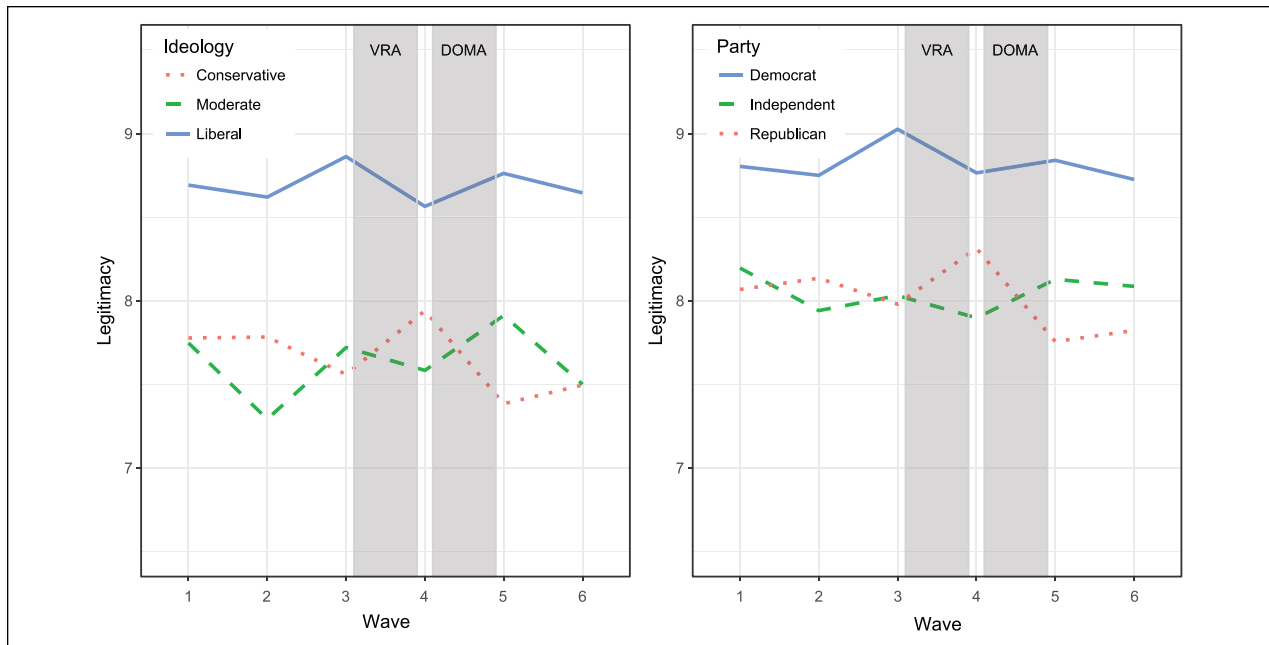 Ideology
Conservative
Moderate
Liberal
VRA
DOMA
Legitimacy
9
8
7
1 2 3 4 5 6
Wave
Party
Democrat
Independent
Republican
VRA
DOMA
Legitimacy
9
8
7
1 2 3 4 5 6
Wave